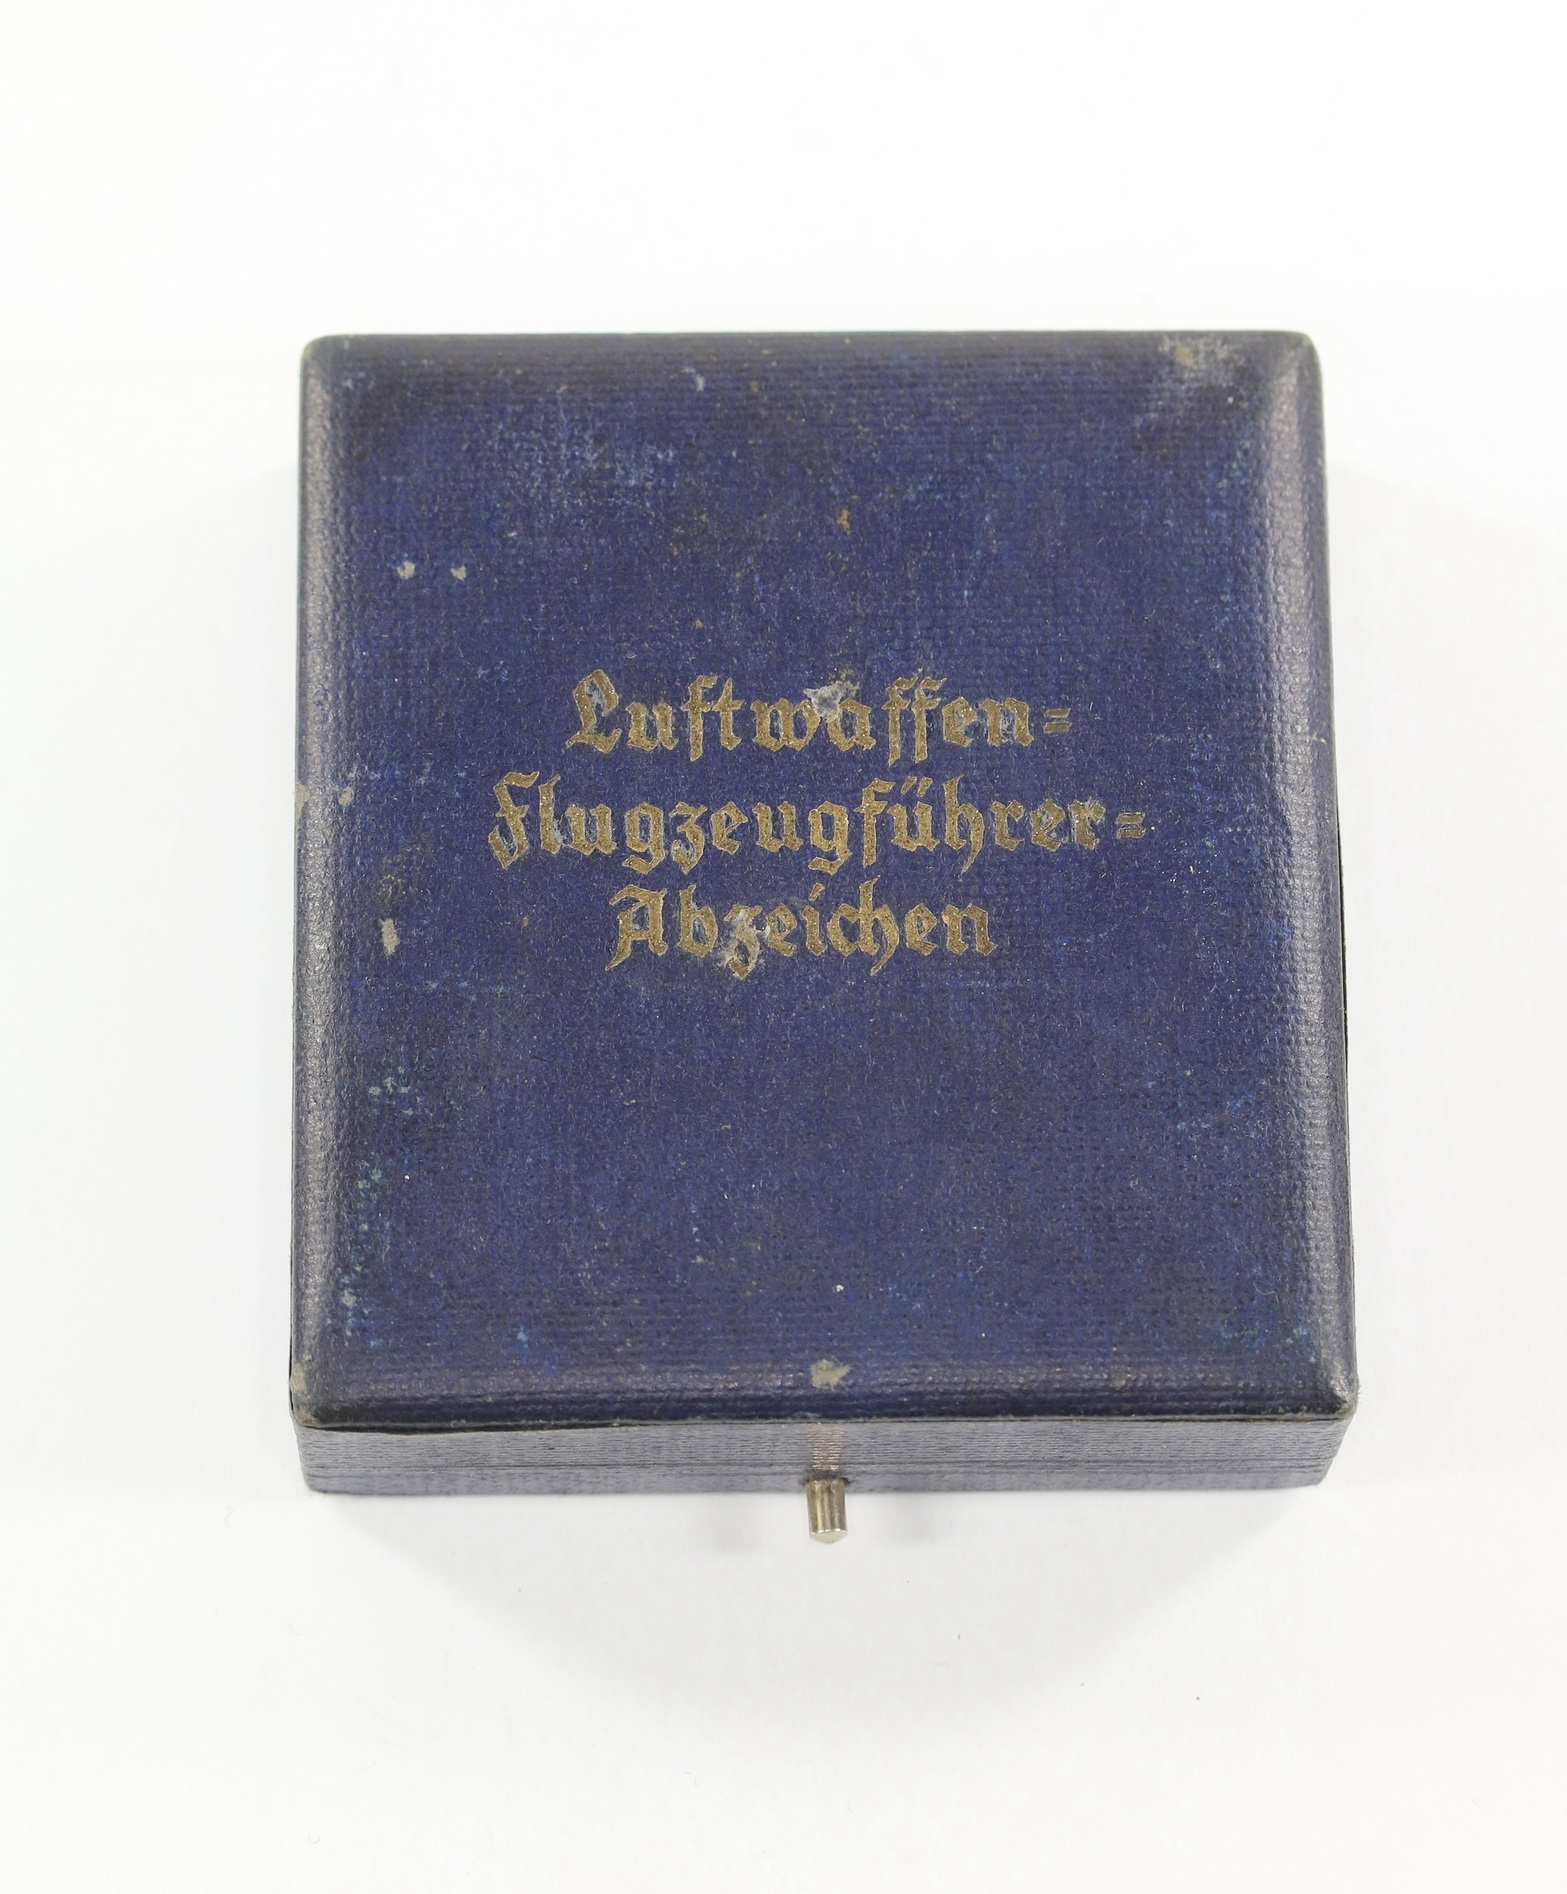 Luftwaffen=
Flugzeugführer=
Abzeichen